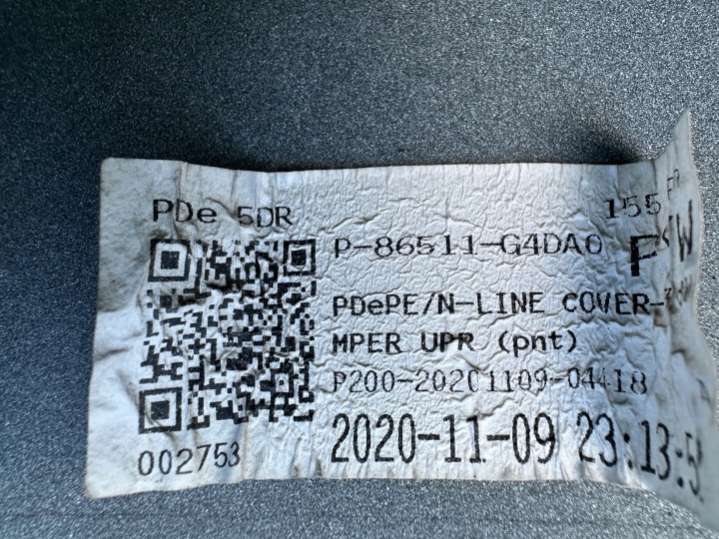 PDe 5DR 155
P-86511-G4DA0
PDePE/N-LINE COVER-
MPER UPR (pnt)
P200-20201109-04418
002753 2020-11-09 23:13:5